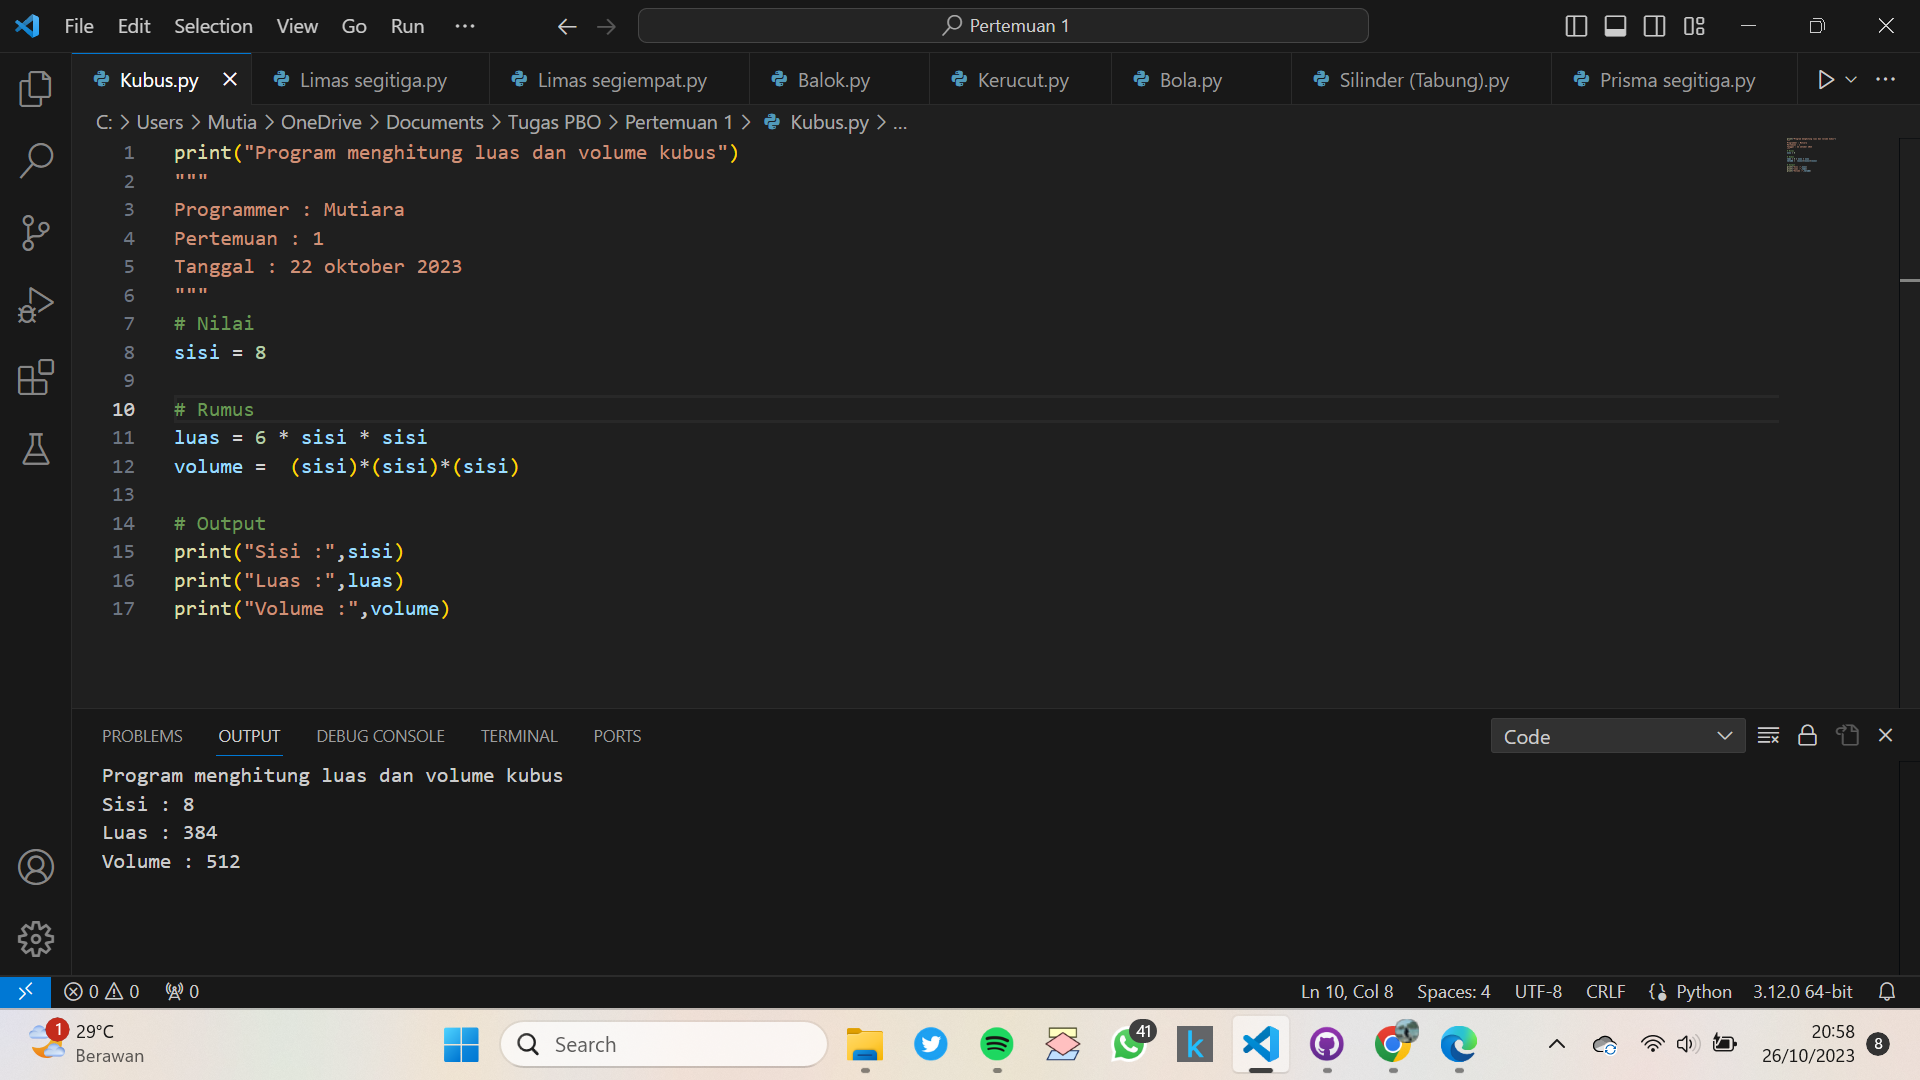 File Edit Selection View Go Run ··· Pertemuan 1
Kubus.py Limas segitiga.py Limas segiempat.py Balok.py Kerucut.py Bola.py Silinder (Tabung).py Prisma segitiga.py
C: > Users > Mutia > OneDrive > Documents > Tugas PBO > Pertemuan 1 > Kubus.py > ...
1 print("Program menghitung luas dan volume kubus")
2 """
3 Programmer : Mutiara
4 Pertemuan : 1
5 Tanggal : 22 oktober 2023
6 """
7 # Nilai
8 sisi = 8
9
10 # Rumus
11 luas = 6 * sisi * sisi
12 volume =  (sisi)*(sisi)*(sisi)
13
14 # Output
15 print("Sisi :",sisi)
16 print("Luas :",luas)
17 print("Volume :",volume)
PROBLEMS OUTPUT DEBUG CONSOLE TERMINAL PORTS Code
Program menghitung luas dan volume kubus
Sisi : 8
Luas : 384
Volume : 512
0 0 0 Ln 10, Col 8 Spaces: 4 UTF-8 CRLF Python 3.12.0 64-bit
1 29°C
Berawan
Search
41
k
20:58
26/10/2023
8